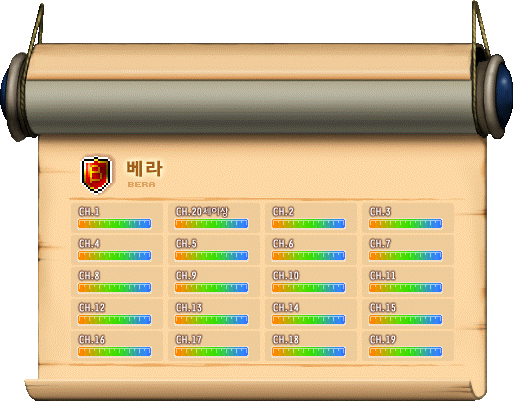 B
베라
BERA
CH.1 CH.20세이상 CH.2 CH.3
CH.4 CH.5 CH.6 CH.7
CH.8 CH.9 CH.10 CH.11
CH.12 CH.13 CH.14 CH.15
CH.16 CH.17 CH.18 CH.19